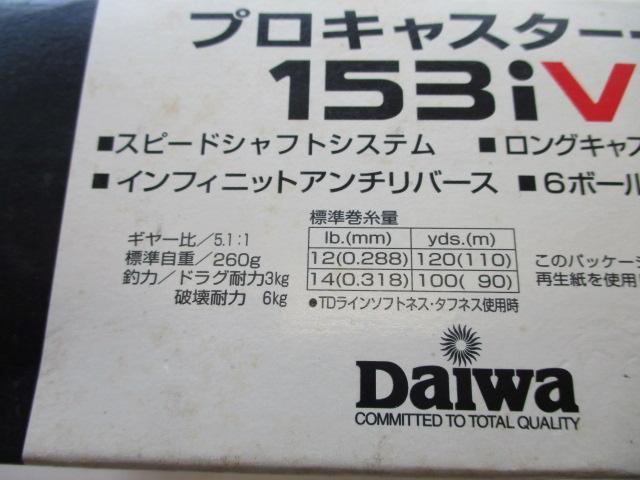 プロキャスター
153iV
■スピードシャフトシステム ■ロングキャス
■インフィニットアンチリバース ■6ボール
標準巻糸量
ギヤー比/5.1:1
標準自重/260g
釣力/ドラグ耐力3kg
破壊耐力 6kg
lb.(mm) yds.(m)
12(0.288) 120(110)
14(0.318) 100( 90)
●TDラインソフトネス・タフネス使用時
このパッケージ
再生紙を使用
Daiwa
COMMITTED TO TOTAL QUALITY